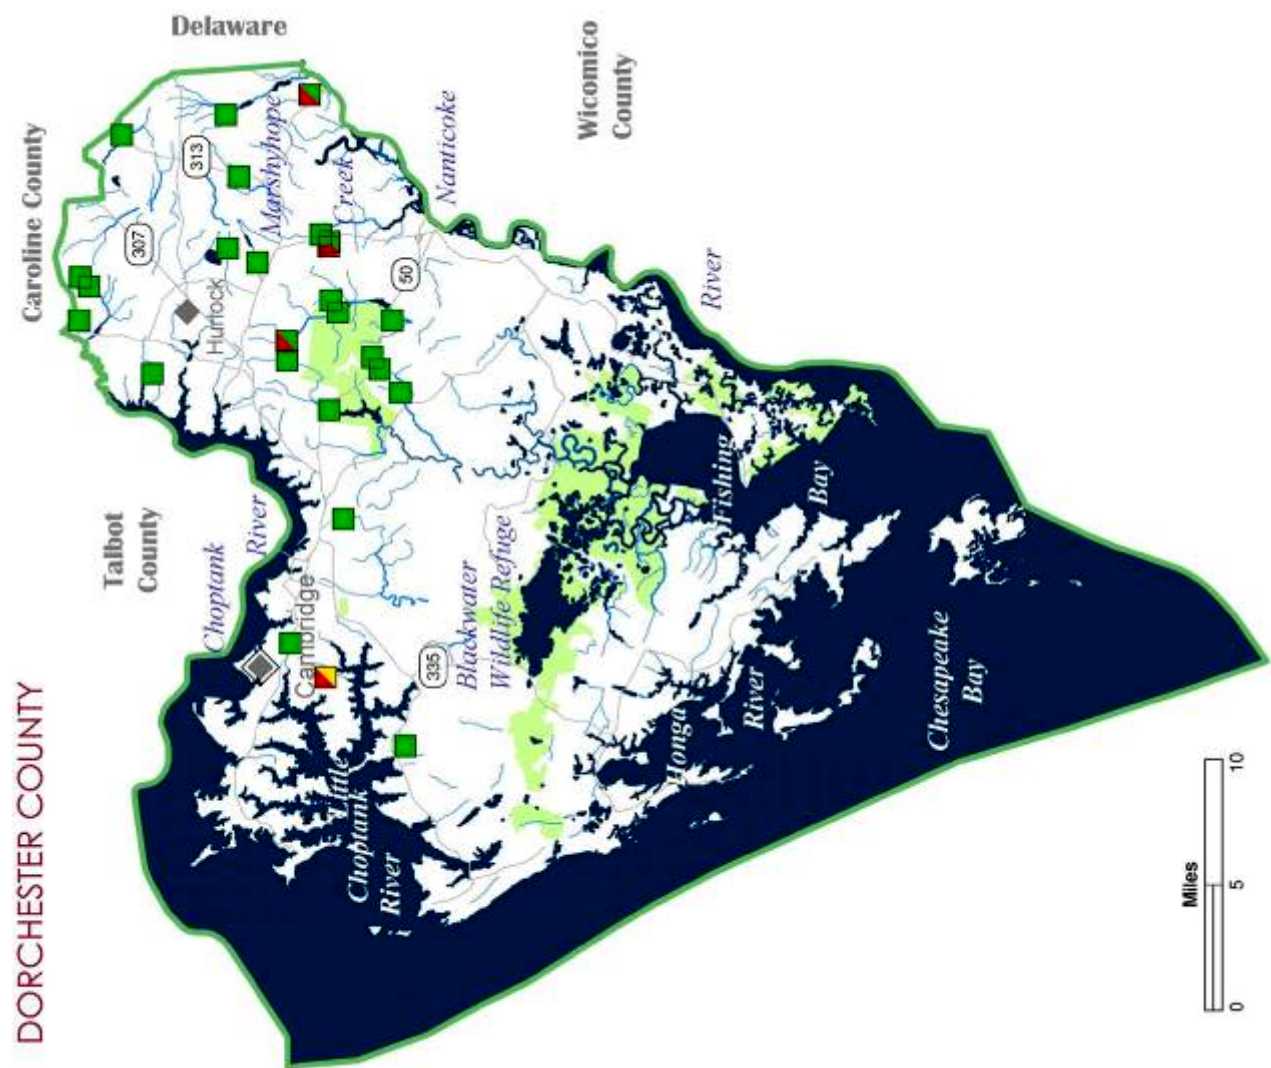 DORCHESTER COUNTY
Caroline County
Delaware
Talbot
County
Wicomico
County
307
313
Hurlock
Marshyhope
Creek
Nanticoke
River
50
Choptank
River
Cambridge
335
Blackwater
Wildlife Refuge
Fishing
Bay
Little
Choptank
River
Honga
River
Chesapeake
Bay
Miles
0 5 10